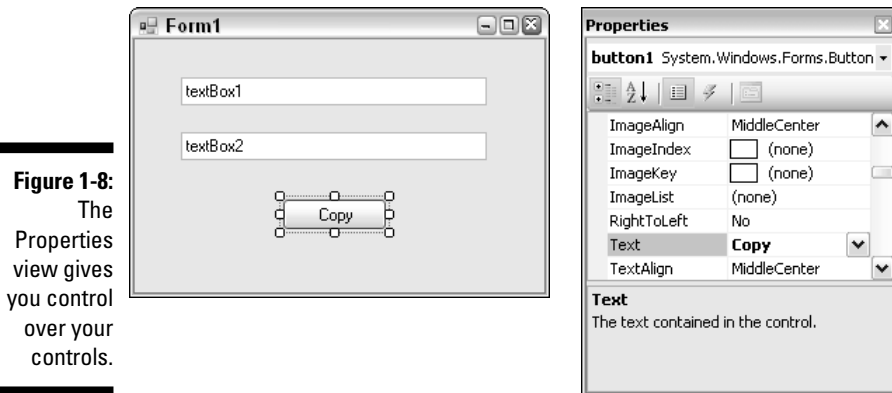 Form1
textBox1
textBox2
Copy
Figure 1-8:
The
Properties
view gives
you control
over your
controls.
Properties
button1 System.Windows.Forms.Button
ImageAlign MiddleCenter
ImageIndex (none)
ImageKey (none)
ImageList (none)
RightToLeft No
Text Copy
TextAlign MiddleCenter
Text
The text contained in the control.